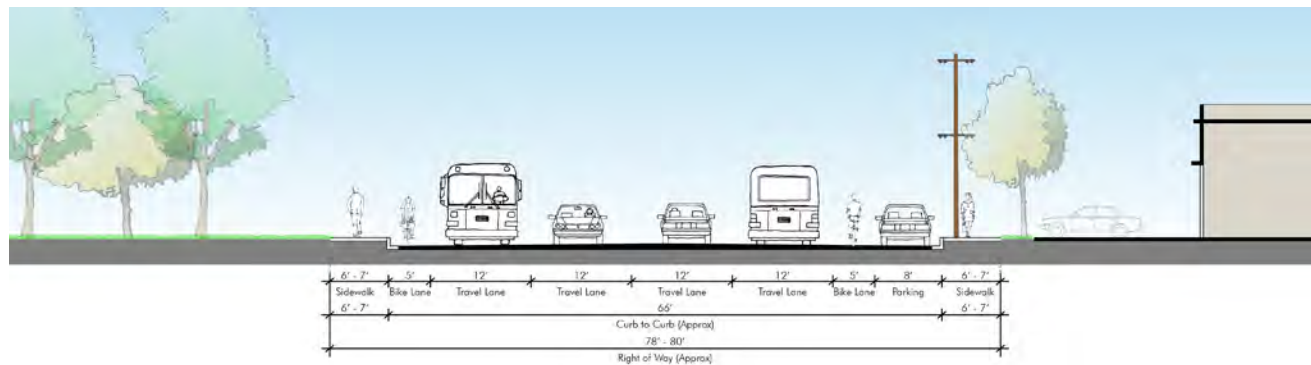 6' - 7' 5' 12' 12' 12' 12' 5' 8' 6' - 7'
Sidewalk Bike Lane Travel Lane Travel Lane Travel Lane Travel Lane Bike Lane Parking Sidewalk
6' - 7' 66' 6' - 7'
Curb to Curb (Approx)
78' - 80'
Right of Way (Approx)